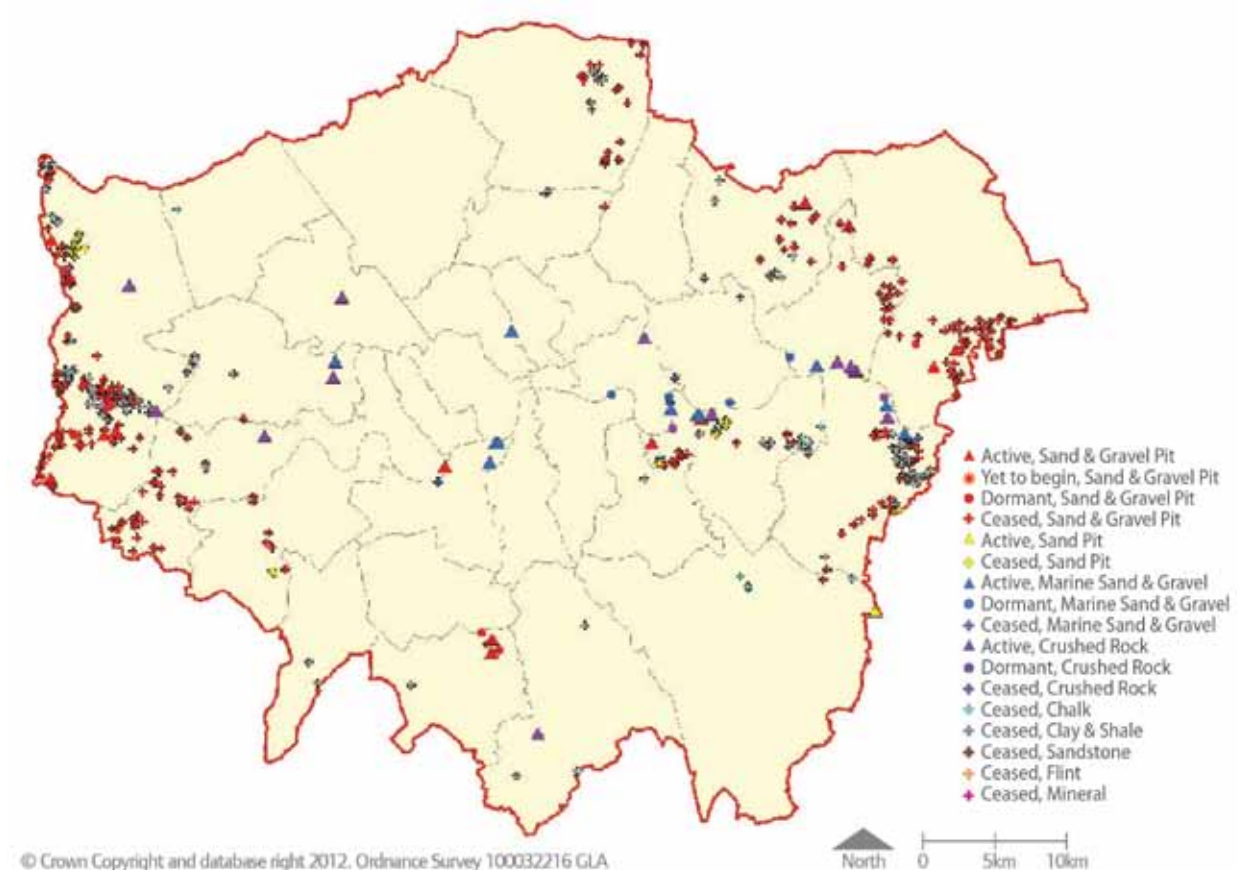 Active, Sand & Gravel Pit
Yet to begin, Sand & Gravel Pit
Dormant, Sand & Gravel Pit
Ceased, Sand & Gravel Pit
Active, Sand Pit
Ceased, Sand Pit
Active, Marine Sand & Gravel
Dormant, Marine Sand & Gravel
Ceased, Marine Sand & Gravel
Active, Crushed Rock
Dormant, Crushed Rock
Ceased, Crushed Rock
Ceased, Chalk
Ceased, Clay & Shale
Ceased, Sandstone
Ceased, Flint
Ceased, Mineral
© Crown Copyright and database right 2012. Ordnance Survey 100032216 GLA
North 0 5km 10km